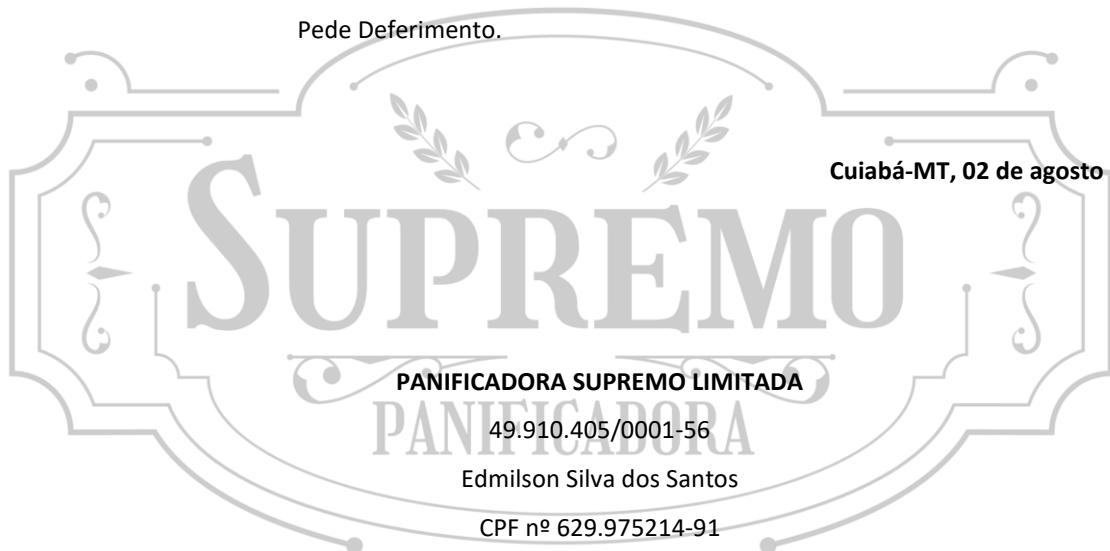 Pede Deferimento.
Cuiabá-MT, 02 de agosto
SUPREMO
PANIFICADORA SUPREMO LIMITADA
PANIFICADORA
49.910.405/0001-56
Edmilson Silva dos Santos
CPF nº 629.975214-91